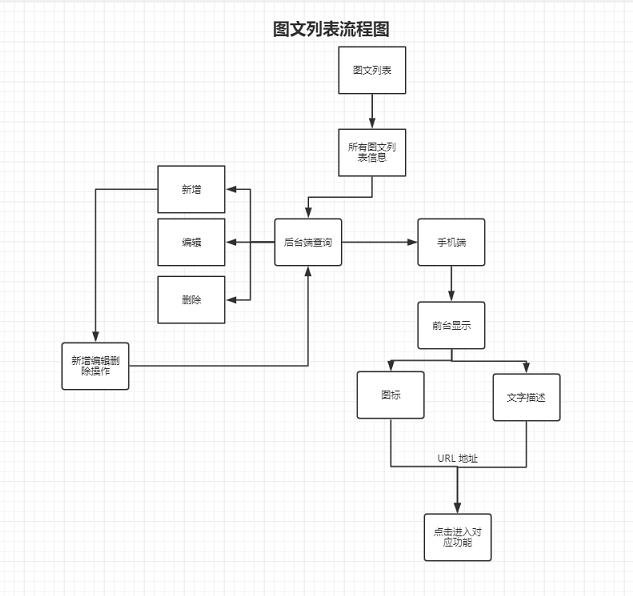 图文列表流程图
图文列表
所有图文列
表信息
新增
编辑
后台端查询
手机端
删除
前台显示
新增编辑删
除操作
图标
文字描述
URL 地址
点击进入对
应功能